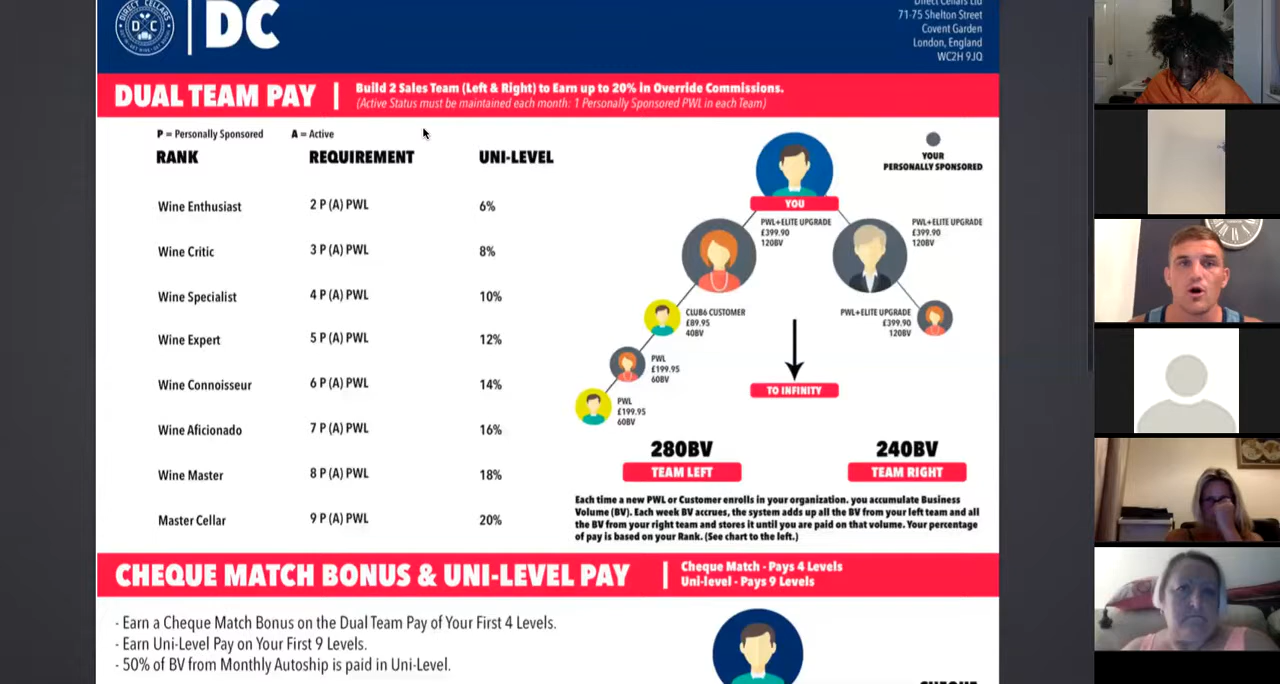 Direct Cellars Ltd
71-75 Shelton Street
Covent Garden
London, England
WC2H 9JQ
DIRECT CELLARS
D C
DC
DUAL TEAM PAY
Build 2 Sales Team (Left & Right) to Earn up to 20% in Override Commissions.
(Active Status must be maintained each month: 1 Personally Sponsored PWL in each Team)
P = Personally Sponsored A = Active
RANK REQUIREMENT UNI-LEVEL
Wine Enthusiast 2 P (A) PWL 6%
Wine Critic 3 P (A) PWL 8%
Wine Specialist 4 P (A) PWL 10%
Wine Expert 5 P (A) PWL 12%
Wine Connoisseur 6 P (A) PWL 14%
Wine Aficionado 7 P (A) PWL 16%
Wine Master 8 P (A) PWL 18%
Master Cellar 9 P (A) PWL 20%
YOUR
PERSONALLY SPONSORED
YOU
PWL+ELITE UPGRADE
£399.90
120BV
PWL+ELITE UPGRADE
£399.90
120BV
CLUB6 CUSTOMER
£89.95
40BV
PWL+ELITE UPGRADE
£399.90
120BV
PWL
£199.95
60BV
PWL
£199.95
60BV
TO INFINITY
280BV
TEAM LEFT
240BV
TEAM RIGHT
Each time a new PWL or Customer enrolls in your organization. you accumulate Business
Volume (BV). Each week BV accrues, the system adds up all the BV from your left team and all
the BV from your right team and stores it until you are paid on that volume. Your percentage
of pay is based on your Rank. (See chart to the left.)
CHEQUE MATCH BONUS & UNI-LEVEL PAY
Cheque Match - Pays 4 Levels
Uni-level - Pays 9 Levels
- Earn a Cheque Match Bonus on the Dual Team Pay of Your First 4 Levels.
- Earn Uni-Level Pay on Your First 9 Levels.
- 50% of BV from Monthly Autoship is paid in Uni-Level.
CHEQUE